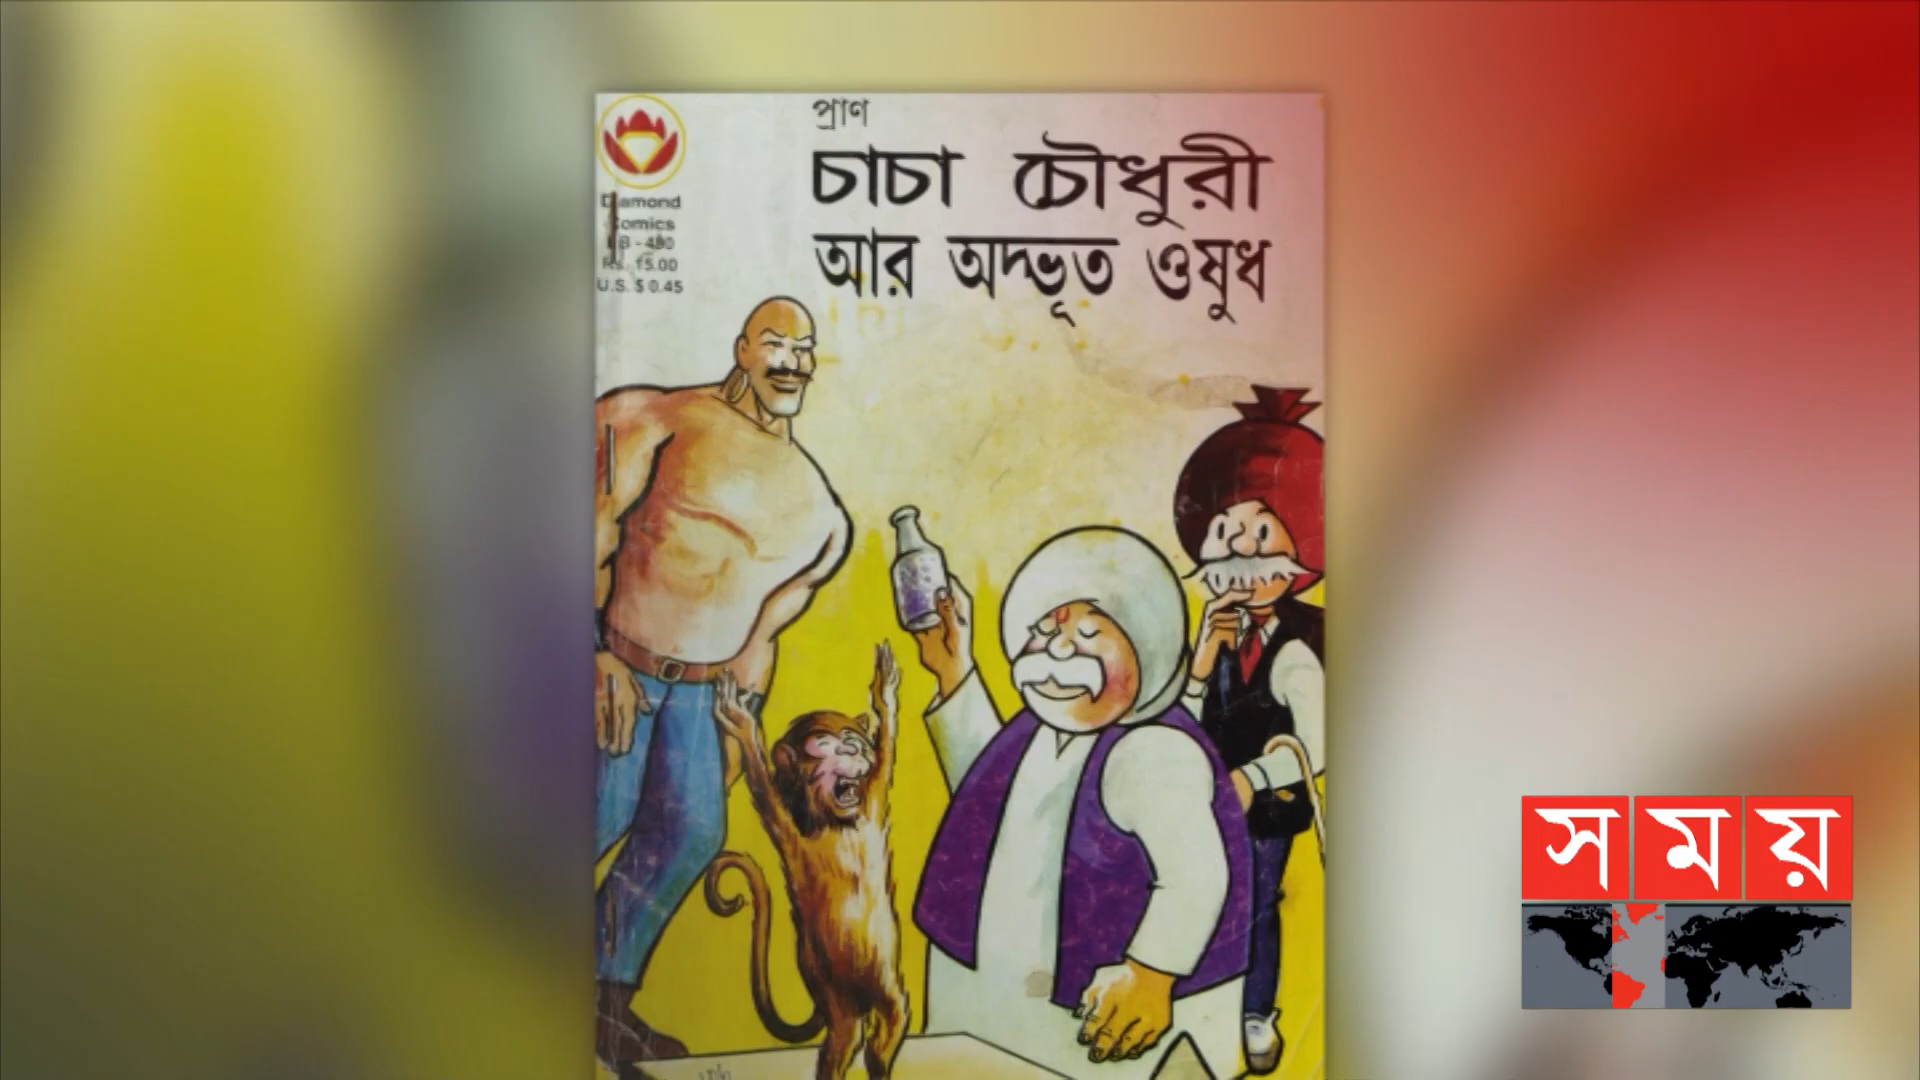 প্রাণ
চাচা চৌধুরী
আর অদ্ভূত ওষুধ
Diamond
Comics
Rs. 15.00
U.S. $ 0.45
সময়